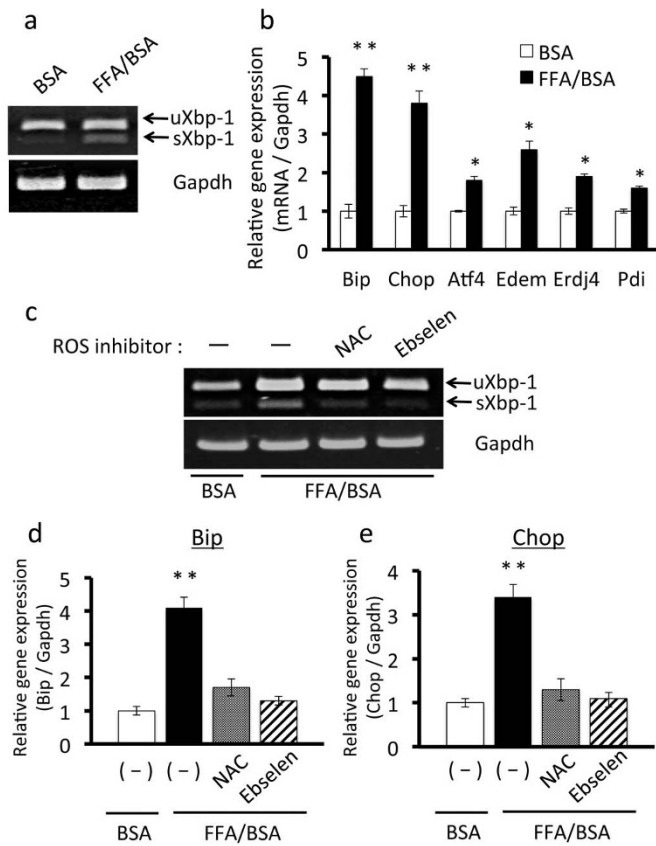 a
BSA
FFA/BSA
uXbp-1
sXbp-1
Gapdh
b
Relative gene expression
(mRNA / Gapdh)
5
4
3
2
1
0
BSA
FFA/BSA
**
**
*
*
*
*
Bip Chop Atf4 Edem Erdj4 Pdi
c
ROS inhibitor : — — NAC Ebselen
uXbp-1
sXbp-1
Gapdh
BSA FFA/BSA
d
Bip
Relative gene expression
(Bip / Gapdh)
5
4
3
2
1
0
**
(-) (-) NAC Ebselen
BSA FFA/BSA
e
Chop
Relative gene expression
(Chop / Gapdh)
4
3
2
1
0
**
(-) (-) NAC Ebselen
BSA FFA/BSA